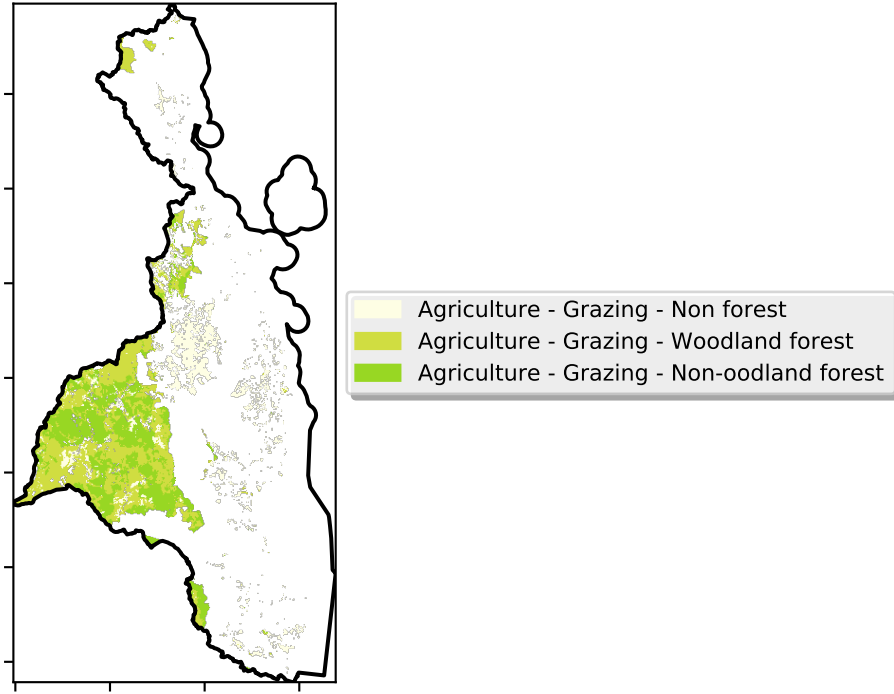 Agriculture - Grazing - Non forest
Agriculture - Grazing - Woodland forest
Agriculture - Grazing - Non-oodland forest